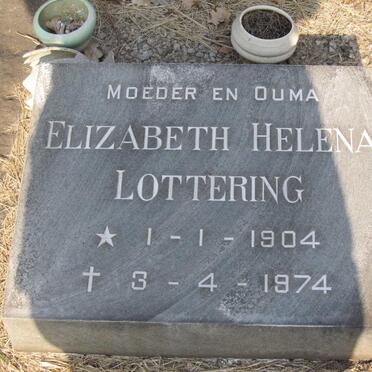 MOEDER EN OUMA
ELIZABETH HELENA
LOTTERING
★ 1 - 1 - 1904
✝ 3 - 4 - 1974